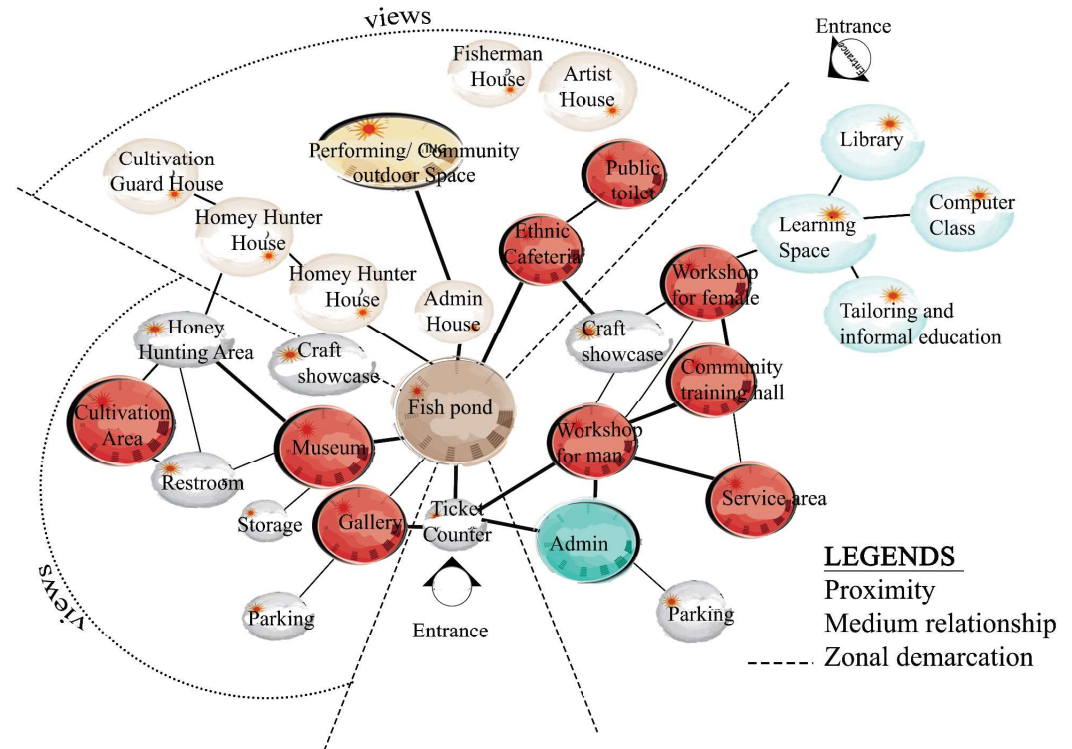 views
Entrance
Entrance
Fisherman
House
Artist
House
Library
Performing/ Community
outdoor Space
Cultivation
Guard House
Public
toilet
Computer
Class
Homey Hunter
House
Ethnic
Cafeteria
Learning
Space
Homey Hunter
House
Workshop
for female
Admin
House
Tailoring and
informal education
Honey
Hunting Area
Craft
showcase
Craft
showcase
Community
training hall
Fish pond
Cultivation
Area
Museum
Workshop
for man
Restroom
Service area
Storage
Gallery
Ticket
Counter
Admin
views
Parking
Entrance
Parking
LEGENDS
Proximity
Medium relationship
Zonal demarcation